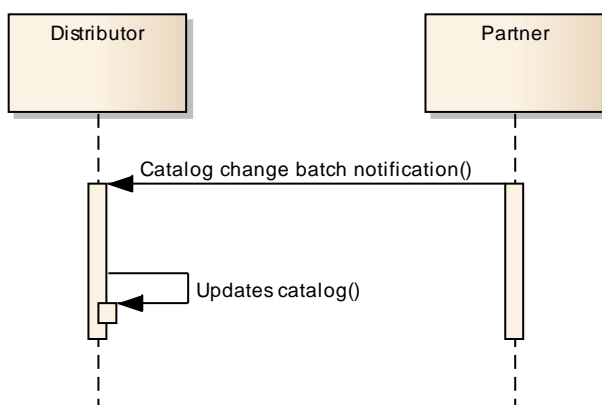 Distributor
Partner
Catalog change batch notification()
Updates catalog()